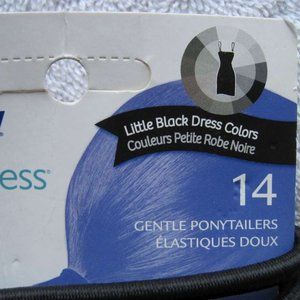 Little Black Dress Colors
Couleurs Petite Robe Noire
ess®
14
GENTLE PONYTAILERS
ÉLASTIQUES DOUX